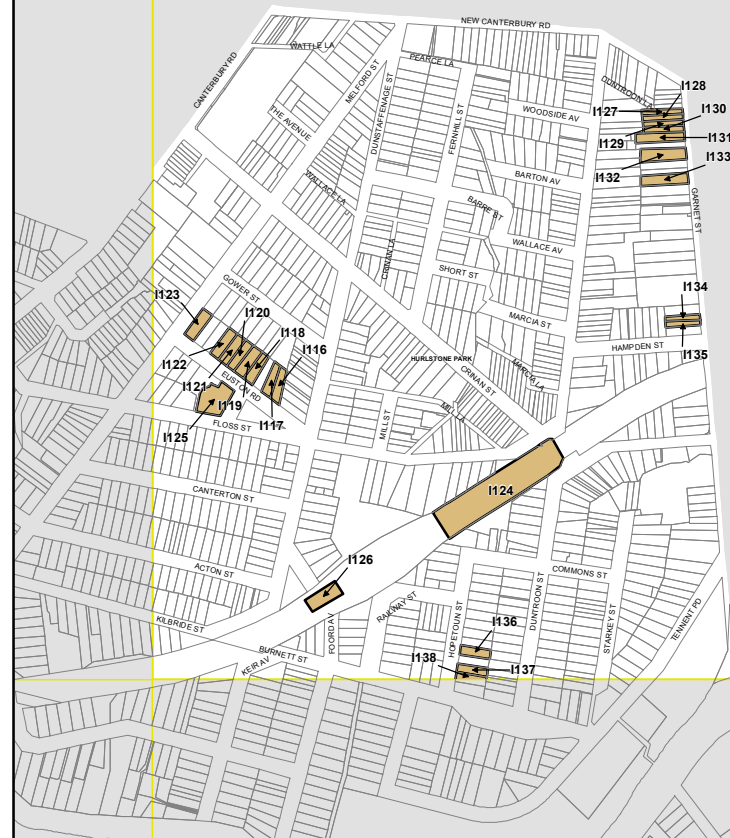 NEW CANTERBURY RD
WATTLE LA
CANTERBURY RD
PEARCE LA
MELFORD ST
DUNSTAFFENAGE ST
FERNHILL ST
THE AVENUE
WOODSIDE AV
DUNTROON LA
I128
I127
I130
I129
I131
I132
I133
BARTON AV
WALLACE LA
BARRE ST
GARNET ST
WALLACE AV
CRINAN LA
SHORT ST
GOWER ST
I123
I120
I118
I116
I134
MARCIA ST
HAMPDEN ST
I135
HURLSTONE PARK
CRINAN ST
MARCIA LA
I122
I121
EUSTON RD
I119
I117
I125
FLOSS ST
MILL ST
MILL LA
I124
CANTERTON ST
ACTON ST
I126
COMMONS ST
KILBRIDE ST
FOORD AV
RAILWAY ST
HOPETOUN ST
DUNTROON ST
STARKEY ST
TENNENT PD
I136
BURNETT ST
KEIR AV
I138
I137